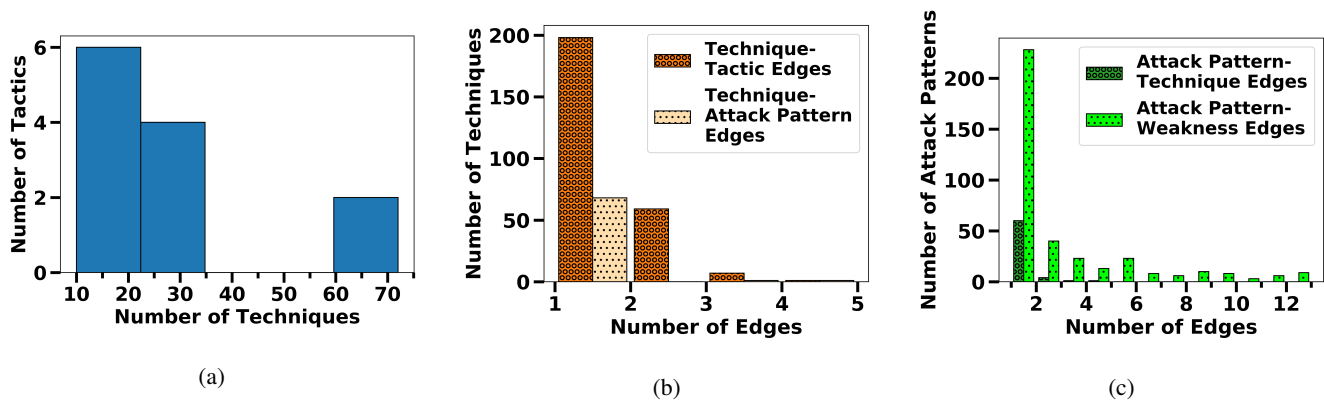 6
4
2
0
Number of Tactics
10 20 30 40 50 60 70
Number of Techniques
(a)
200
150
100
50
0
Number of Techniques
Technique-
Tactic Edges
Technique-
Attack Pattern
Edges
1 2 3 4 5
Number of Edges
(b)
200
150
100
50
0
Number of Attack Patterns
Attack Pattern-
Technique Edges
Attack Pattern-
Weakness Edges
2 4 6 8 10 12
Number of Edges
(c)